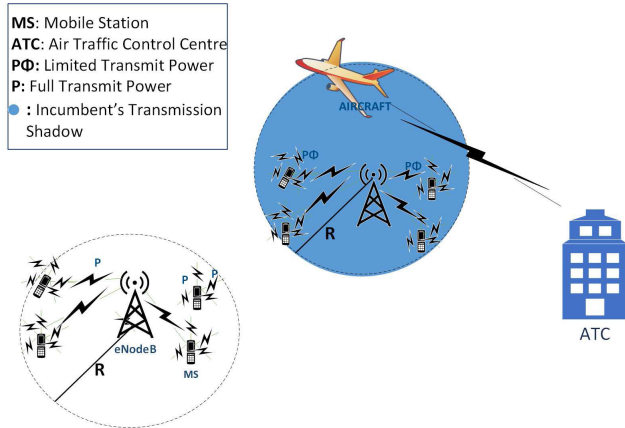 MS: Mobile Station
ATC: Air Traffic Control Centre
PΦ: Limited Transmit Power
P: Full Transmit Power
: Incumbent's Transmission
Shadow
AIRCRAFT
PΦ
PΦ
R
ATC
P
P
P
eNodeB
R
MS